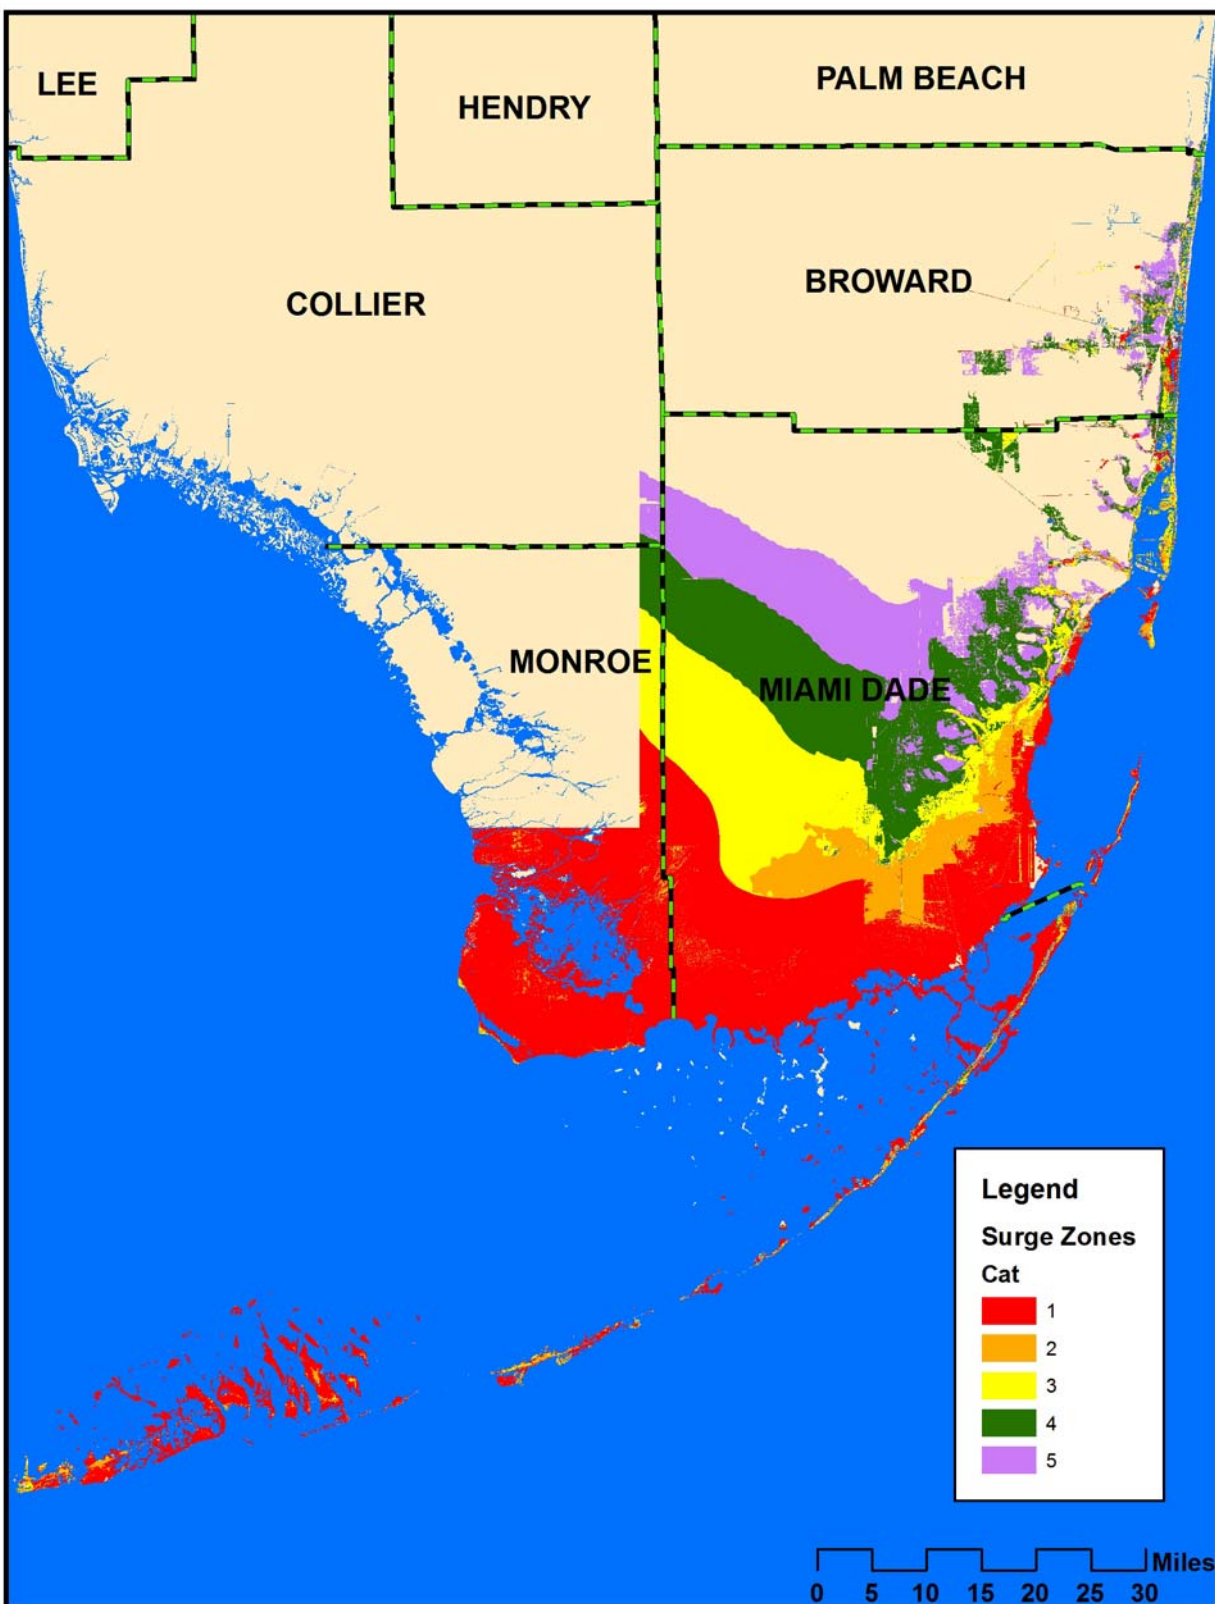 LEE
HENDRY
PALM BEACH
COLLIER
BROWARD
MONROE
MIAMI DADE
Legend
Surge Zones
Cat
1
2
3
4
5
Miles
0 5 10 15 20 25 30